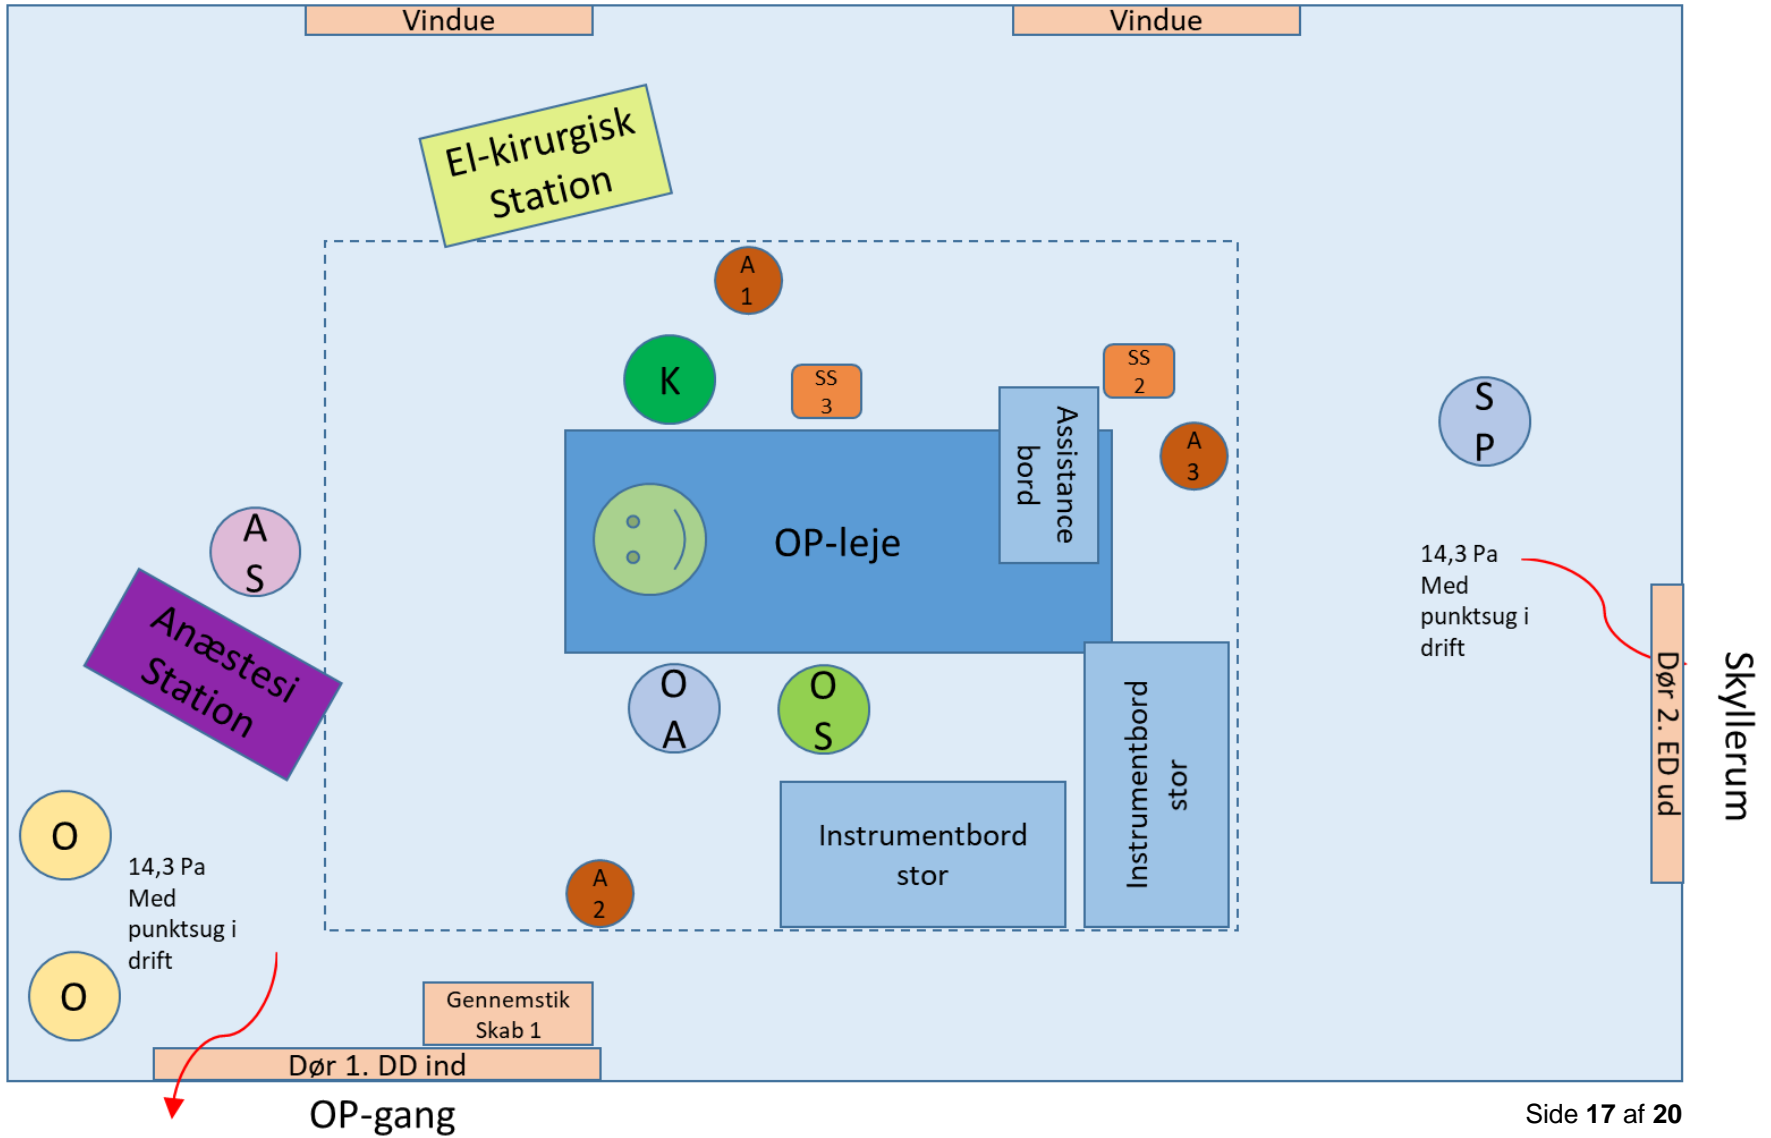 Vindue
Vindue
El-kirurgisk
Station
A
1
K
SS
3
SS
2
A
3
S
P
Assistance
bord
OP-leje
A
S
Anæstesi
Station
14,3 Pa
Med
punktsug i
drift
Dør 2. ED ud
Skyllerum
O
A
O
S
Instrumentbord
stor
Instrumentbord
stor
O
14,3 Pa
Med
punktsug i
drift
A
2
O
Gennemstik
Skab 1
Dør 1. DD ind
OP-gang
Side 17 af 20